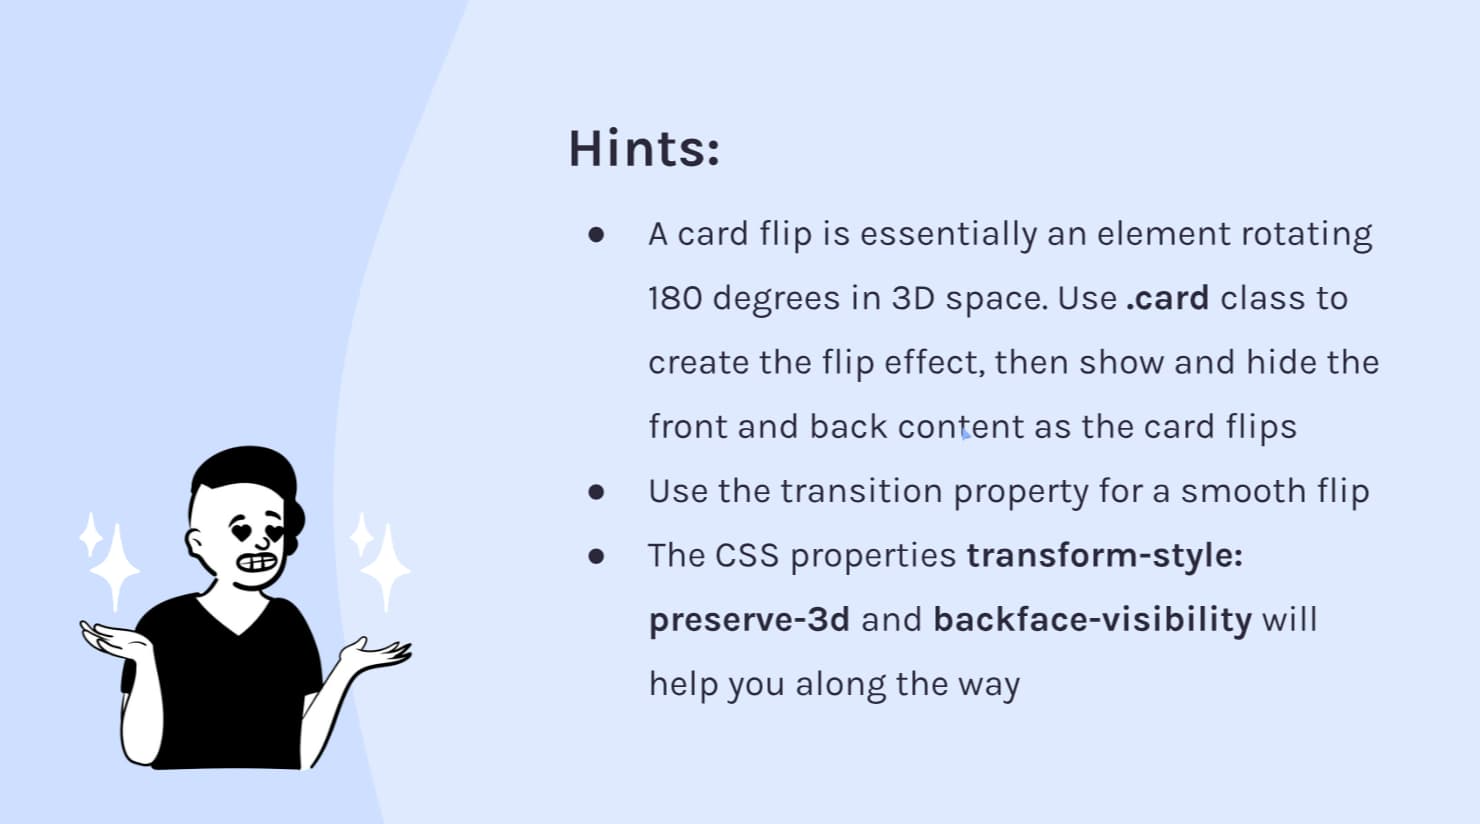 Hints:
● A card flip is essentially an element rotating
180 degrees in 3D space. Use .card class to
create the flip effect, then show and hide the
front and back content as the card flips
● Use the transition property for a smooth flip
● The CSS properties transform-style:
preserve-3d and backface-visibility will
help you along the way